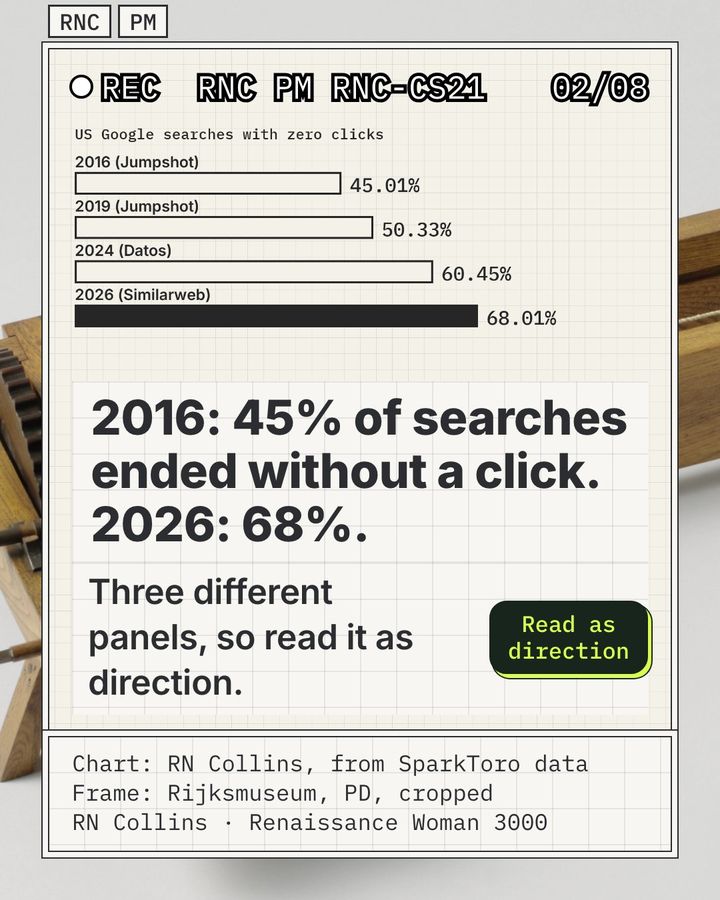 RNC PM
REC RNC PM RNC-CS21 02/08
US Google searches with zero clicks
2016 (Jumpshot)
45.01%
2019 (Jumpshot)
50.33%
2024 (Datos)
60.45%
2026 (Similarweb)
68.01%
2016: 45% of searches
ended without a click.
2026: 68%.
Three different
panels, so read it as
direction.
Read as
direction
Chart: RN Collins, from SparkToro data
Frame: Rijksmuseum, PD, cropped
RN Collins · Renaissance Woman 3000